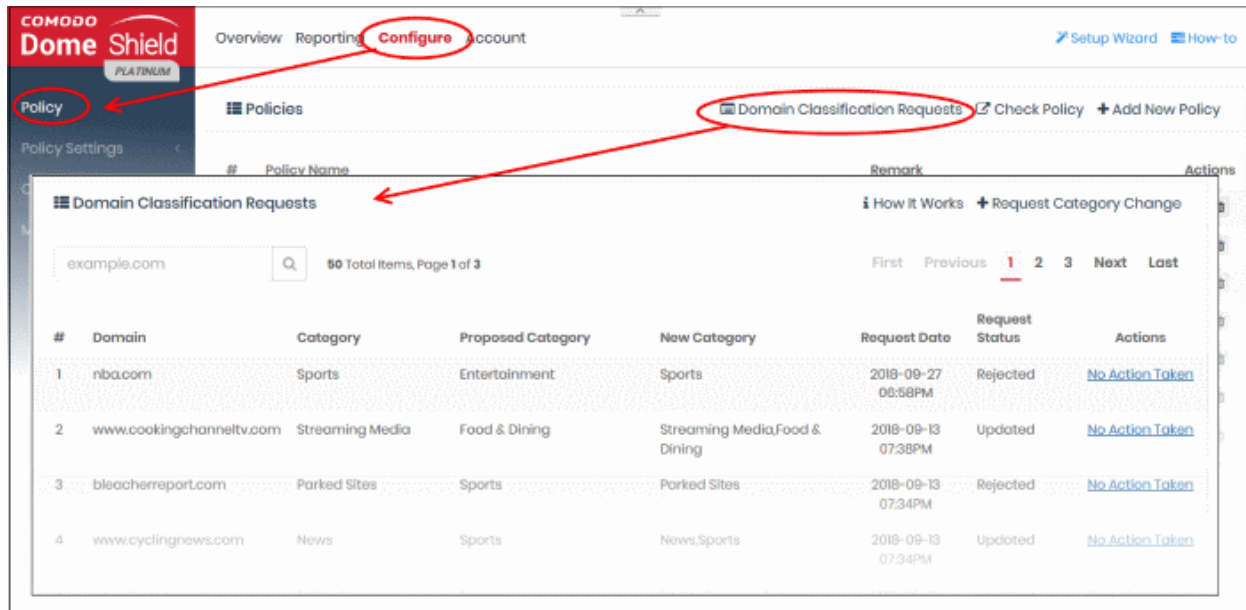 COMODO
Dome Shield
PLATINUM
Overview Reporting Configure Account
Setup Wizard How-to
Policy
Policies
Domain Classification Requests Check Policy Add New Policy
Policy Settings
# Policy Name Remark Actions
Domain Classification Requests
i How It Works + Request Category Change
example.com
50 Total Items, Page 1 of 3
First Previous 1 2 3 Next Last
# Domain Category Proposed Category New Category Request Date Request Status Actions
1 nba.com Sports Entertainment Sports 2018-09-27 Rejected No Action Taken
06:58PM
2 www.cookingchanneltv.com Streaming Media Food & Dining Streaming Media,Food & 2018-09-13 Updated No Action Taken
Dining 07:38PM
3 bleacherreport.com Parked Sites Sports Parked Sites 2018-09-13 Rejected No Action Taken
07:34PM
4 www.cyclingnews.com News Sports News,Sports 2018-09-13 Updated No Action Taken
07:34PM